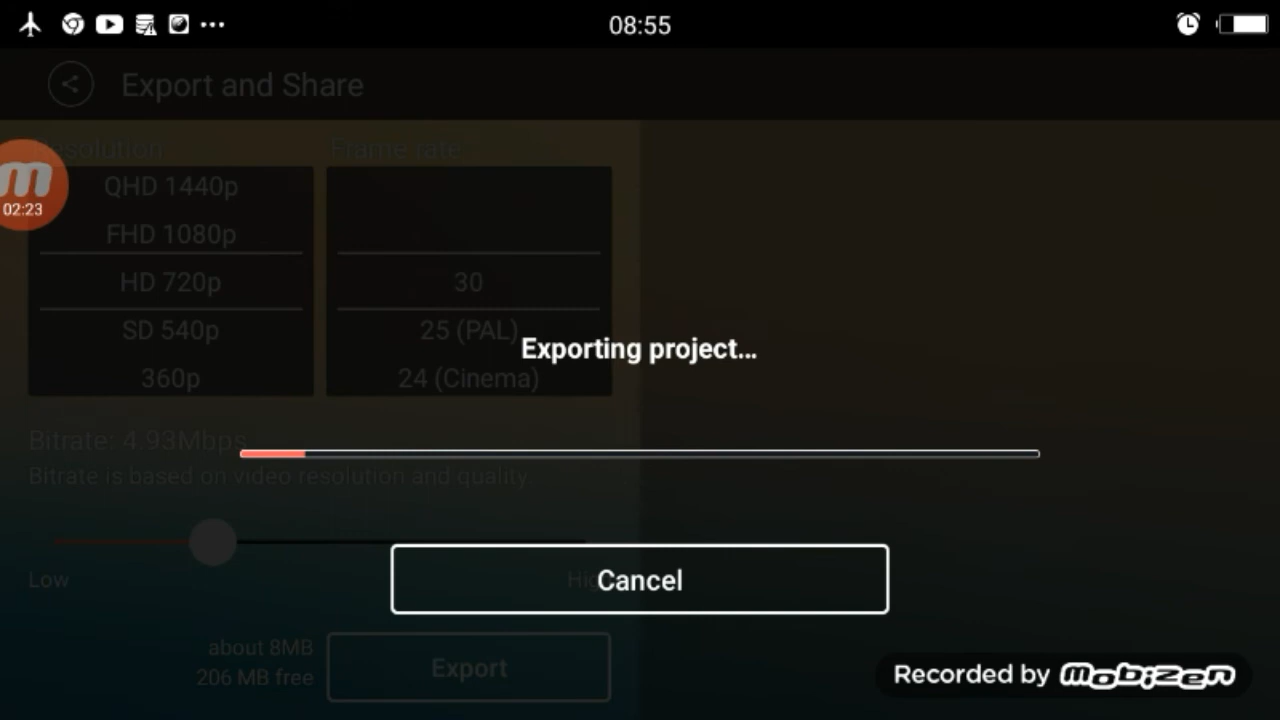 08:55
Export and Share
Resolution
Frame rate
m
02:23
QHD 1440p
FHD 1080p
HD 720p
SD 540p
360p
30
25 (PAL)
24 (Cinema)
Exporting project...
Bitrate: 4.93Mbps
Bitrate is based on video resolution and quality.
Low
Hig
Cancel
about 8MB
206 MB free
Export
Recorded by mobizen